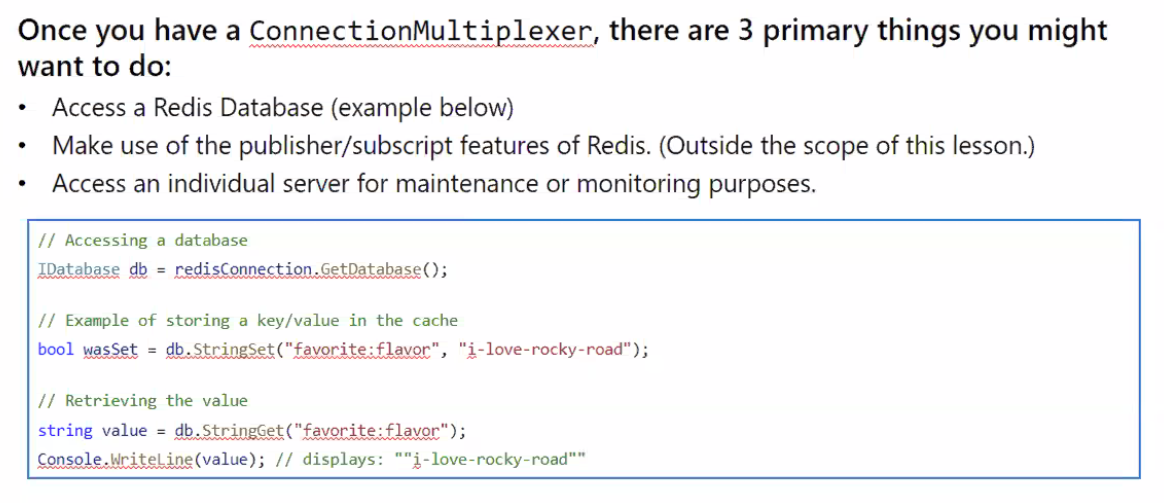 Once you have a ConnectionMultiplexer, there are 3 primary things you might
want to do:
• Access a Redis Database (example below)
• Make use of the publisher/subscript features of Redis. (Outside the scope of this lesson.)
• Access an individual server for maintenance or monitoring purposes.
// Accessing a database
IDatabase db = redisConnection.GetDatabase();
// Example of storing a key/value in the cache
bool wasSet = db.StringSet("favorite:flavor", "i-love-rocky-road");
// Retrieving the value
string value = db.StringGet("favorite:flavor");
Console.WriteLine(value); // displays: ""i-love-rocky-road""